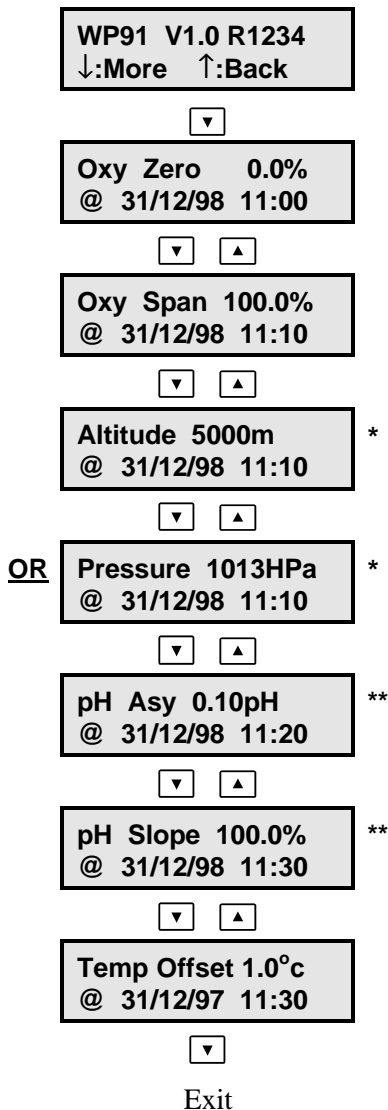 WP91 V1.0 R1234
↓:More ↑:Back
▼
Oxy Zero 0.0%
@ 31/12/98 11:00
▼ ▲
Oxy Span 100.0%
@ 31/12/98 11:10
▼ ▲
Altitude 5000m *
@ 31/12/98 11:10
▼ ▲
OR Pressure 1013HPa *
@ 31/12/98 11:10
▼ ▲
pH Asy 0.10pH **
@ 31/12/98 11:20
▼ ▲
pH Slope 100.0% **
@ 31/12/98 11:30
▼ ▲
Temp Offset 1.0°c
@ 31/12/97 11:30
▼
Exit